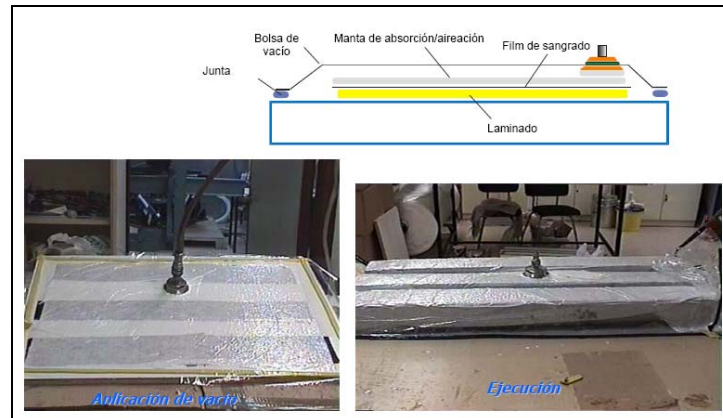 Bolsa de
vacío
Manta de absorción/aireación
Film de sangrado
Junta
Laminado
Aplicación de vacío
Ejecución